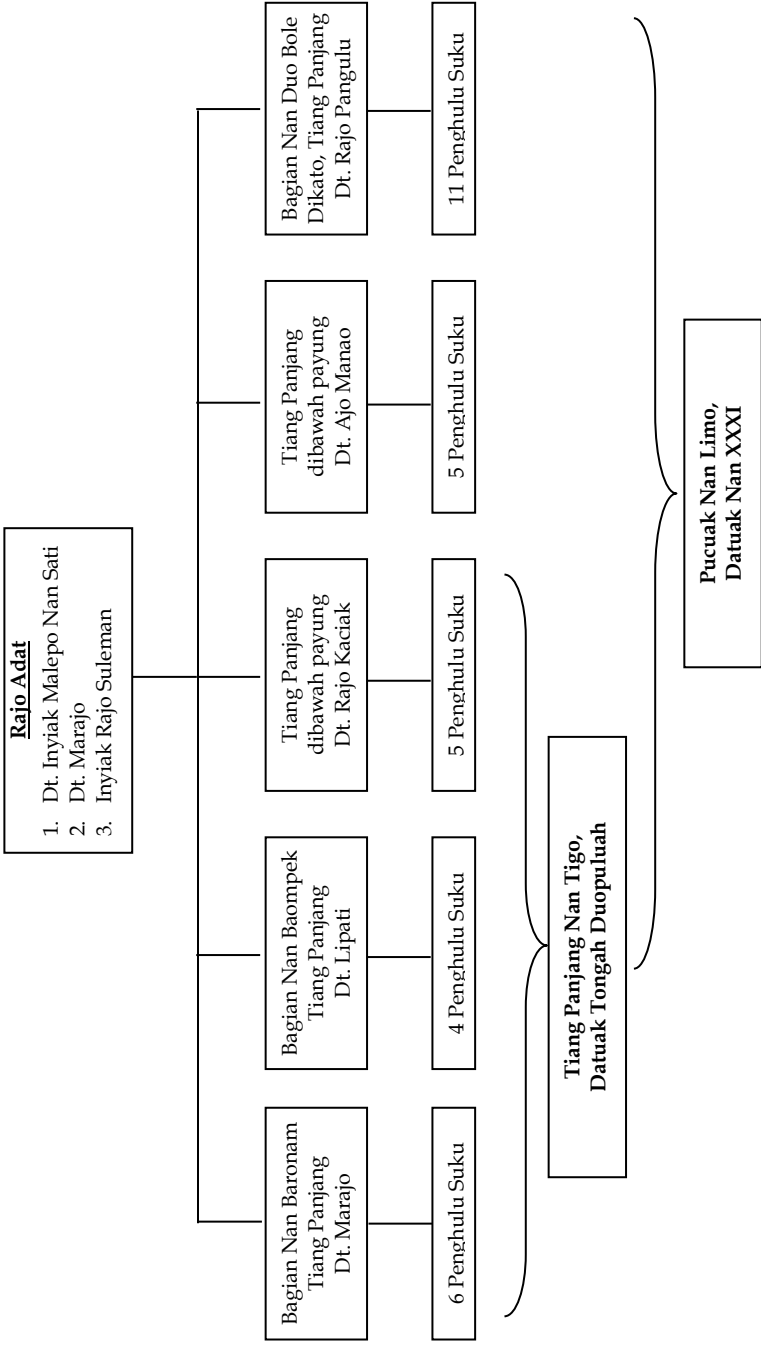 Rajo Adat
1. Dt. Inyiak Malepo Nan Sati
2. Dt. Marajo
3. Inyiak Rajo Suleman
Bagian Nan Baronam
Tiang Panjang
Dt. Marajo
Bagian Nan Baompek
Tiang Panjang
Dt. Lipati
Tiang Panjang
dibawah payung
Dt. Rajo Kaciak
Tiang Panjang
dibawah payung
Dt. Ajo Manao
Bagian Nan Duo Bole
Dikato, Tiang Panjang
Dt. Rajo Pangulu
6 Penghulu Suku
4 Penghulu Suku
5 Penghulu Suku
5 Penghulu Suku
11 Penghulu Suku
Tiang Panjang Nan Tigo,
Datuak Tongah Duopuluah
Pucuak Nan Limo,
Datuak Nan XXXI